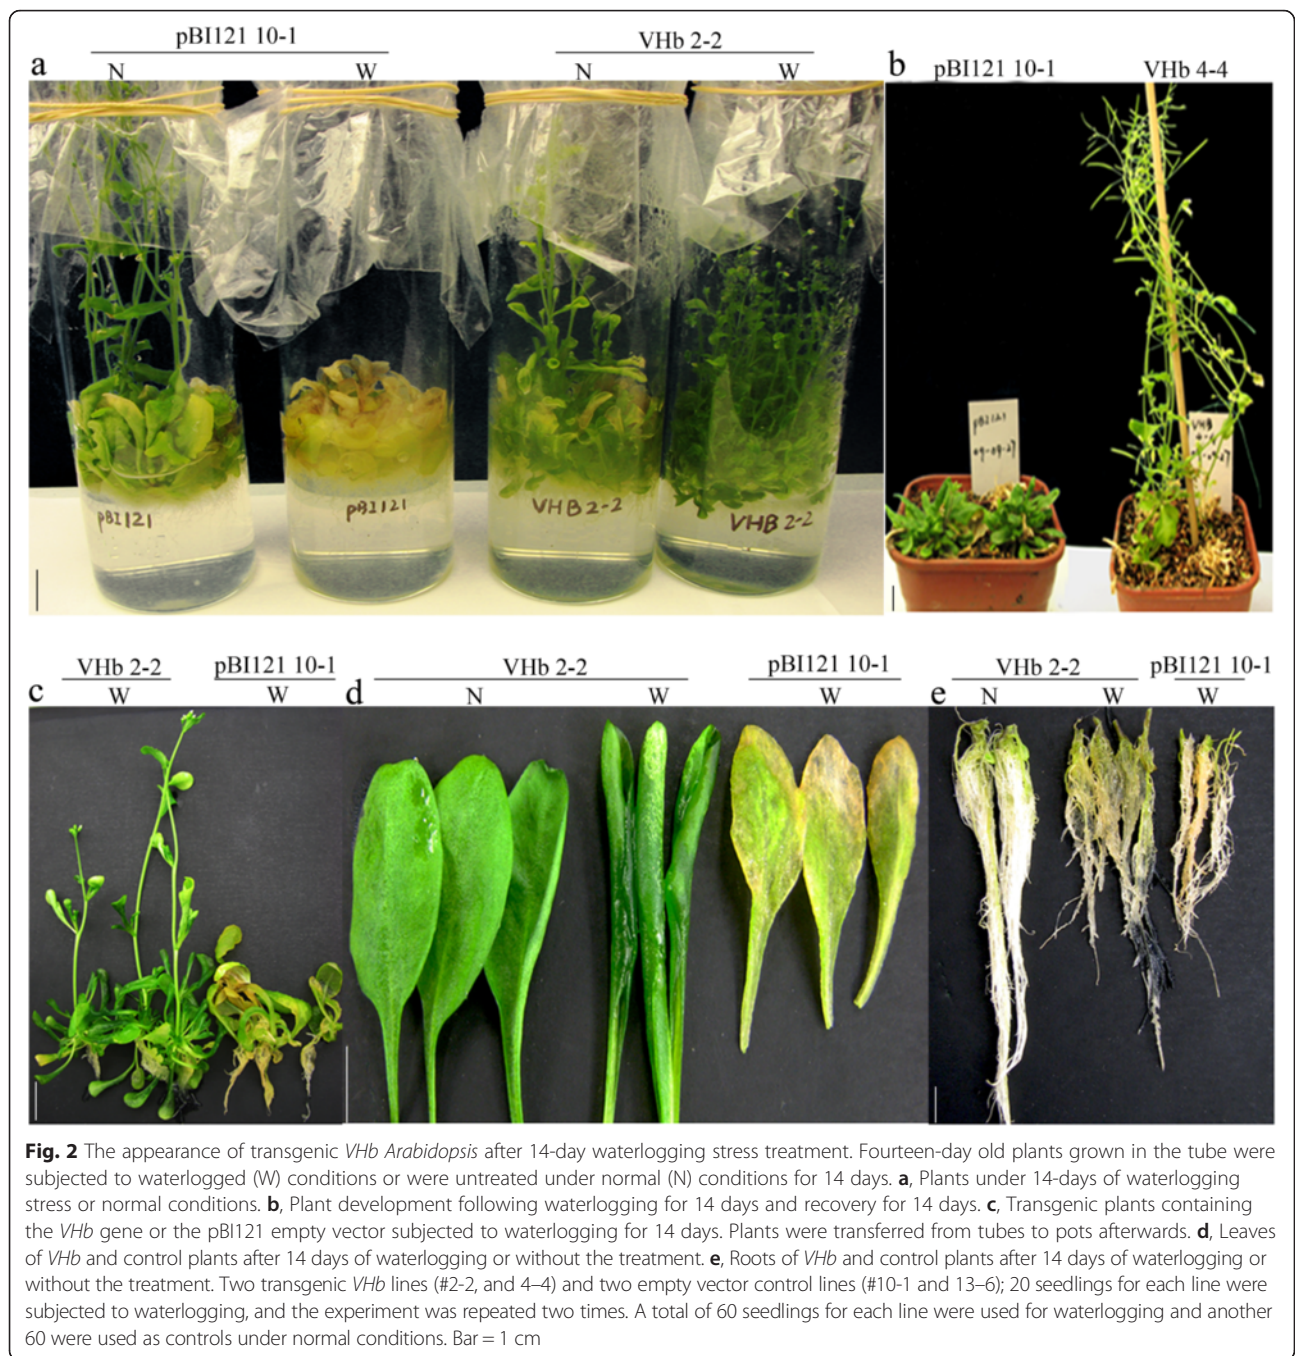 pBI121 10-1
VHb 2-2
a
N
W
N
W
b
pBI121 10-1
VHb 4-4
pBI121
pBI121
VHB 2-2
VHB 2-2
pBI121
09-09-27
VHB
VHb 2-2
pBI121 10-1
c
W
W
d
VHb 2-2
pBI121 10-1
N
W
W
e
VHb 2-2
pBI121 10-1
N
W
W
Fig. 2 The appearance of transgenic VHb Arabidopsis after 14-day waterlogging stress treatment. Fourteen-day old plants grown in the tube were
subjected to waterlogged (W) conditions or were untreated under normal (N) conditions for 14 days. a, Plants under 14-days of waterlogging
stress or normal conditions. b, Plant development following waterlogging for 14 days and recovery for 14 days. c, Transgenic plants containing
the VHb gene or the pBI121 empty vector subjected to waterlogging for 14 days. Plants were transferred from tubes to pots afterwards. d, Leaves
of VHb and control plants after 14 days of waterlogging or without the treatment. e, Roots of VHb and control plants after 14 days of waterlogging or
without the treatment. Two transgenic VHb lines (#2-2, and 4–4) and two empty vector control lines (#10-1 and 13–6); 20 seedlings for each line were
subjected to waterlogging, and the experiment was repeated two times. A total of 60 seedlings for each line were used for waterlogging and another
60 were used as controls under normal conditions. Bar = 1 cm